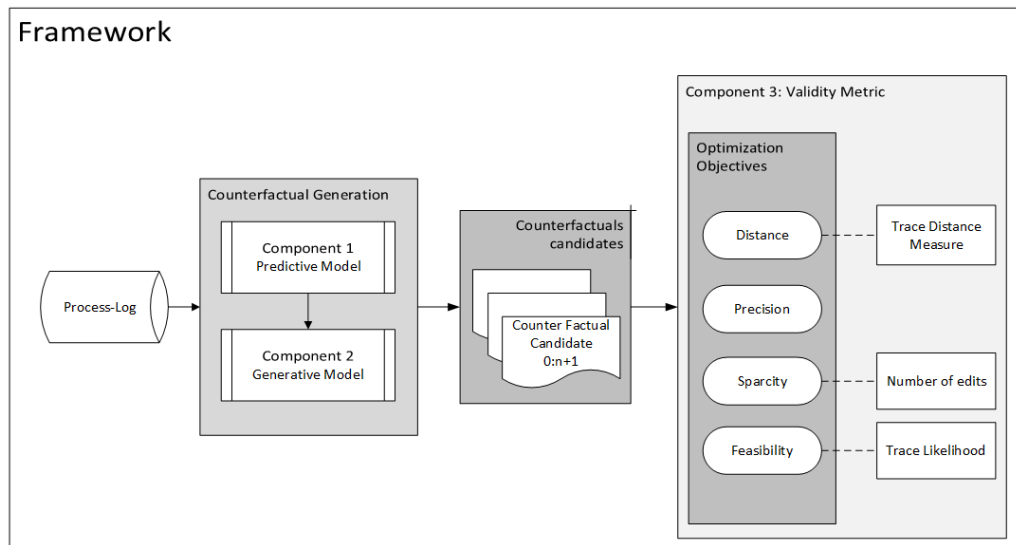 Framework
Process-Log
Counterfactual Generation
Component 1
Predictive Model
Component 2
Generative Model
Counterfactuals
candidates
Counter Factual
Candidate
0:n+1
Component 3: Validity Metric
Optimization
Objectives
Distance
Trace Distance
Measure
Precision
Sparcity
Number of edits
Feasibility
Trace Likelihood